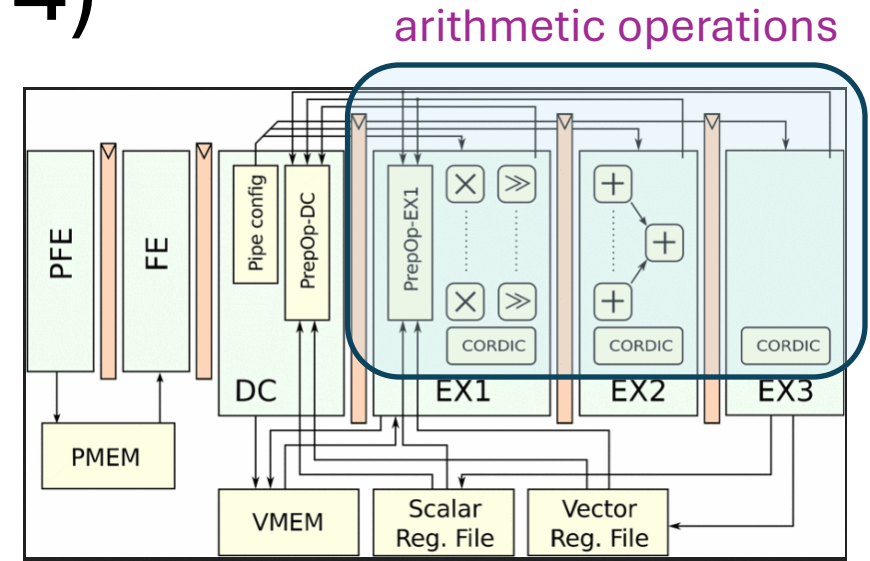 4)
arithmetic operations
PFE
FE
Pipe config
PrepOp-DC
DC
PrepOp-EX1
×
≫
×
≫
CORDIC
EX1
+
+
+
CORDIC
EX2
CORDIC
EX3
PMEM
VMEM
Scalar
Reg. File
Vector
Reg. File